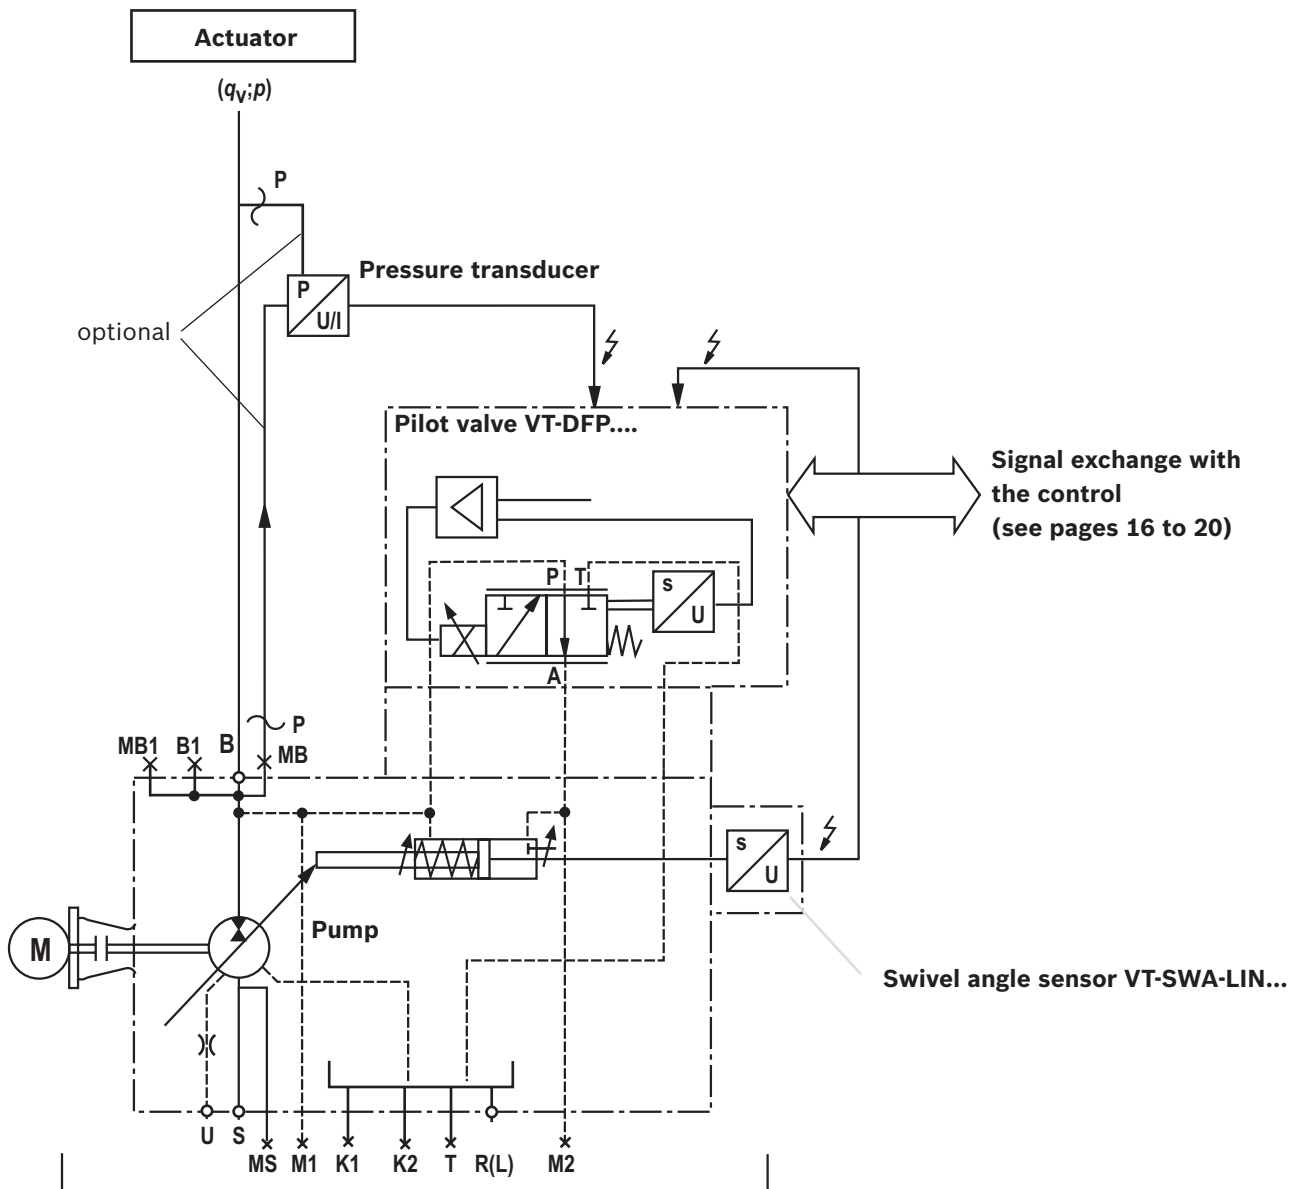 Actuator
(qv;p)
P
Pressure transducer
P
U/I
optional
Pilot valve VT-DFP....
Signal exchange with
the control
(see pages 16 to 20)
P T
s
U
A
P
MB1 B1 B MB
s
U
M
Pump
Swivel angle sensor VT-SWA-LIN...
U S
MS M1 K1 K2 T R(L) M2